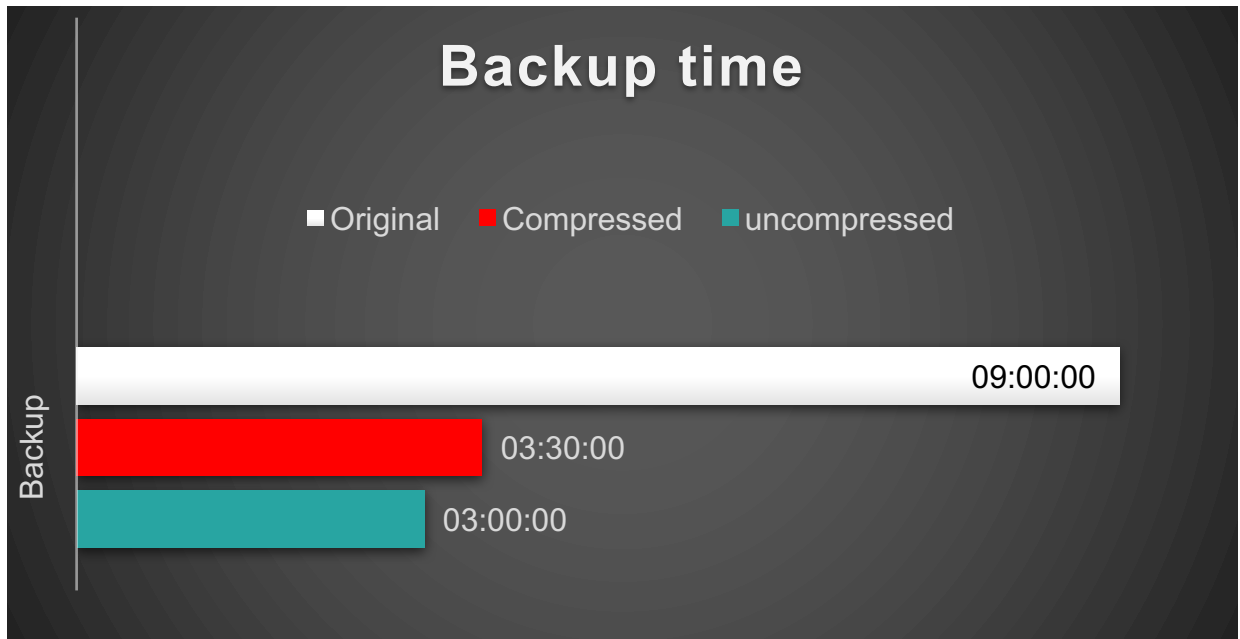 Backup time
Original Compressed uncompressed
09:00:00
Backup
03:30:00
03:00:00